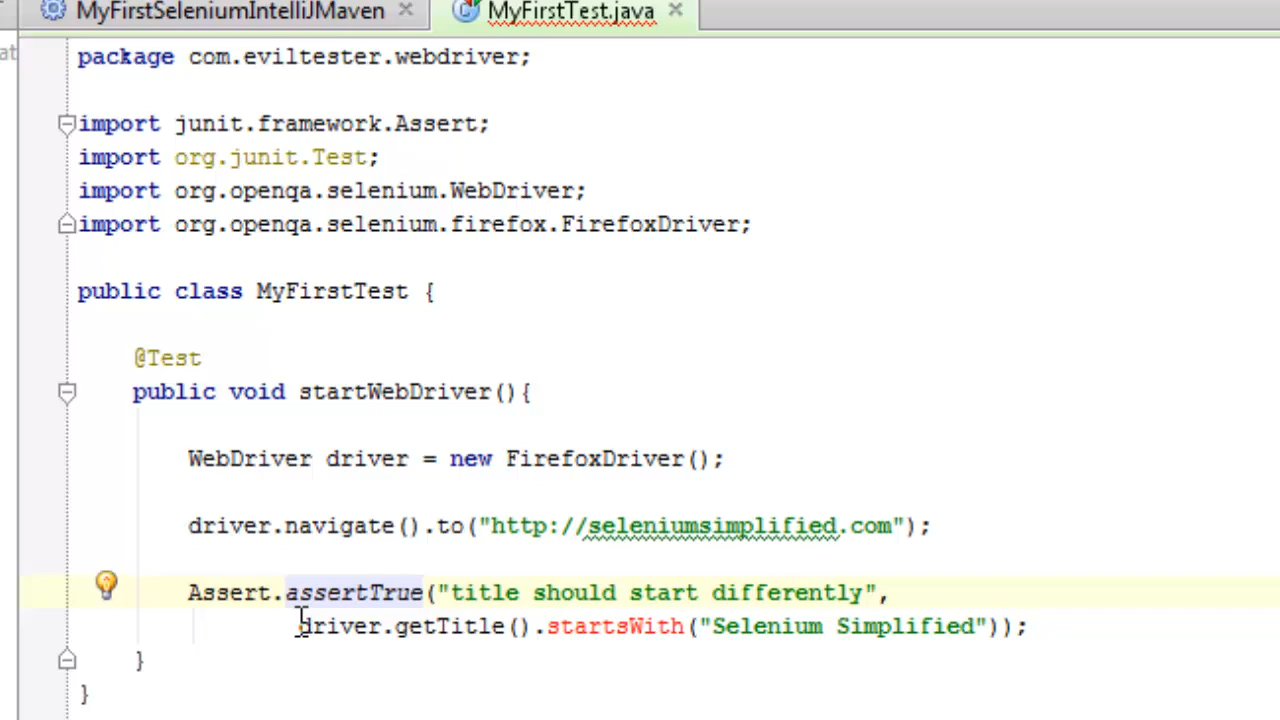 MyFirstSeleniumIntelliJMaven MyFirstTest.java
at
package com.eviltester.webdriver;
import junit.framework.Assert;
import org.junit.Test;
import org.openqa.selenium.WebDriver;
import org.openqa.selenium.firefox.FirefoxDriver;
public class MyFirstTest {
@Test
public void startWebDriver(){
WebDriver driver = new FirefoxDriver();
driver.navigate().to("http://seleniumsimplified.com");
Assert.assertTrue("title should start differently",
driver.getTitle().startsWith("Selenium Simplified"));
}
}